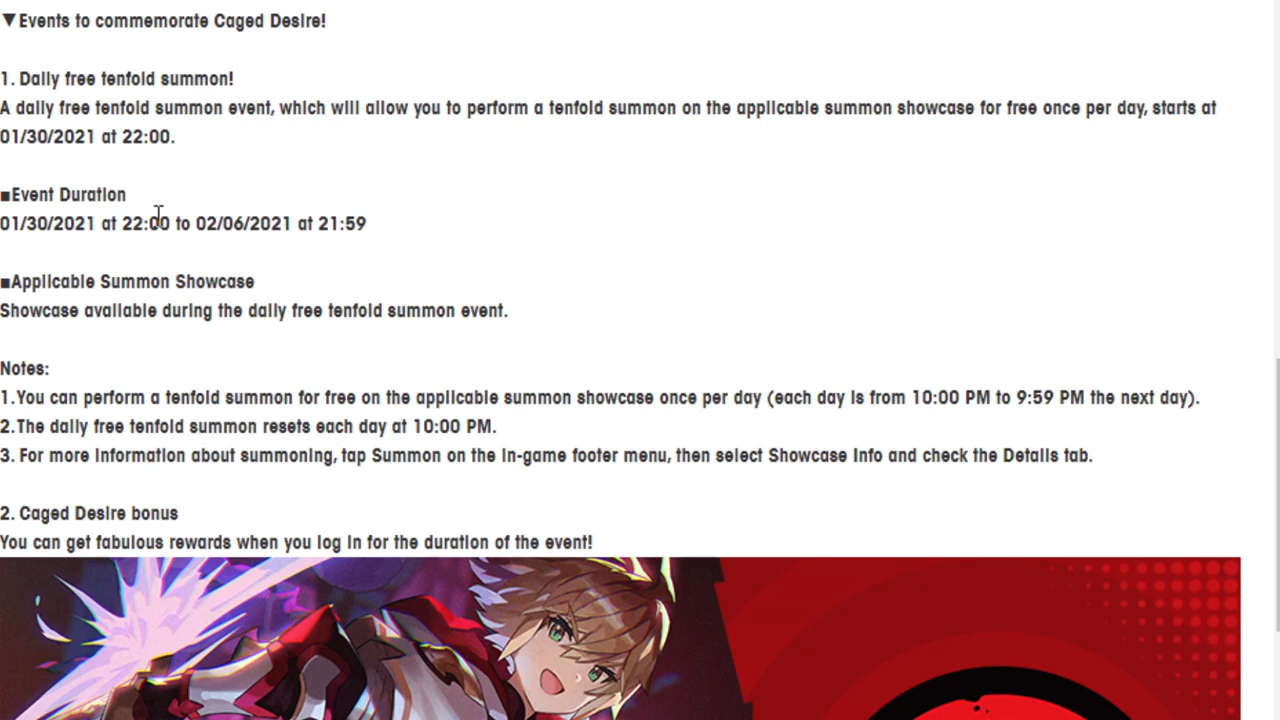 ▼Events to commemorate Caged Desire!
1. Daily free tenfold summon!
A daily free tenfold summon event, which will allow you to perform a tenfold summon on the applicable summon showcase for free once per day, starts at
01/30/2021 at 22:00.
■Event Duration
01/30/2021 at 22:00 to 02/06/2021 at 21:59
■Applicable Summon Showcase
Showcase available during the daily free tenfold summon event.
Notes:
1.You can perform a tenfold summon for free on the applicable summon showcase once per day (each day is from 10:00 PM to 9:59 PM the next day).
2.The daily free tenfold summon resets each day at 10:00 PM.
3. For more information about summoning, tap Summon on the in-game footer menu, then select Showcase Info and check the Details tab.
2. Caged Desire bonus
You can get fabulous rewards when you log in for the duration of the event!